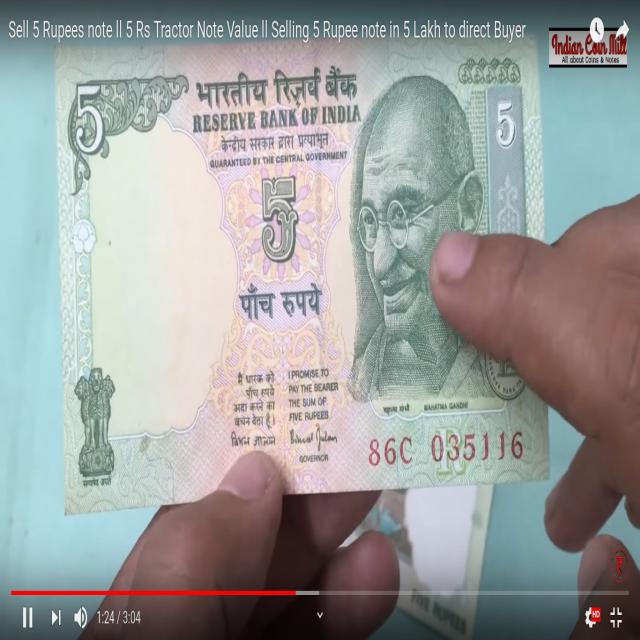 Sell 5 Rupees note ll 5 Rs Tractor Note Value ll Selling 5 Rupee note in 5 Lakh to direct Buyer
Indian Coin Mill
All about Coins & Notes
5
भारतीय रिज़र्व बैंक
RESERVE BANK OF INDIA
केन्द्रीय सरकार द्वारा प्रत्याभूत
GUARANTEED BY THE CENTRAL GOVERNMENT
5
5
पाँच रुपये
मैं धारक को
पाँच रुपये
अदा करने का
वचन देता हूँ।
I PROMISE TO
PAY THE BEARER
THE SUM OF
FIVE RUPEES
GOVERNOR
महात्मा गांधी MAHATMA GANDHI
86C 035116
सत्यमेव जयते
FIVE RUPEES
1:24 / 3:04
HD